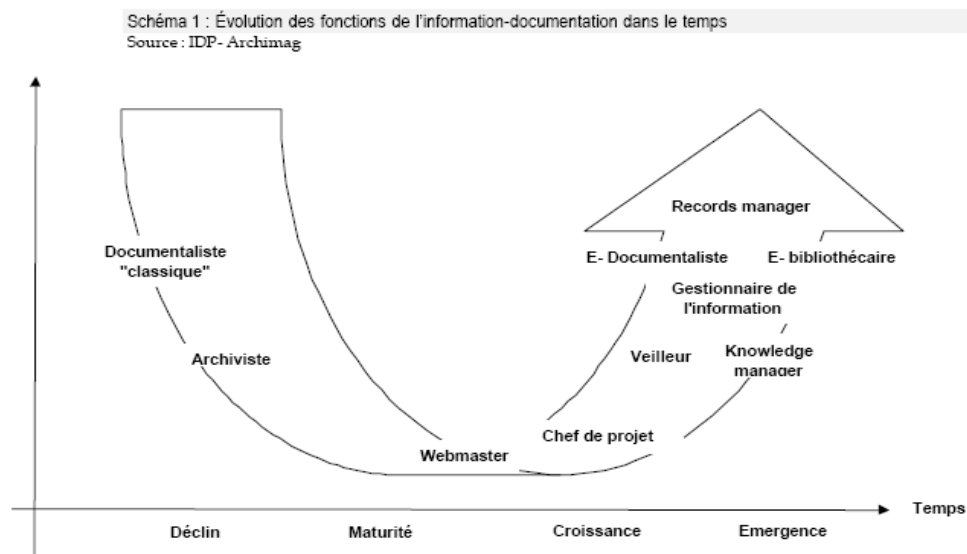 Schéma 1 : Évolution des fonctions de l'information-documentation dans le temps
Source : IDP- Archimag
Records manager
Documentaliste
"classique"
E- Documentaliste
E- bibliothécaire
Gestionnaire de
l'information
Archiviste
Veilleur
Knowledge
manager
Chef de projet
Webmaster
Temps
Déclin
Maturité
Croissance
Emergence